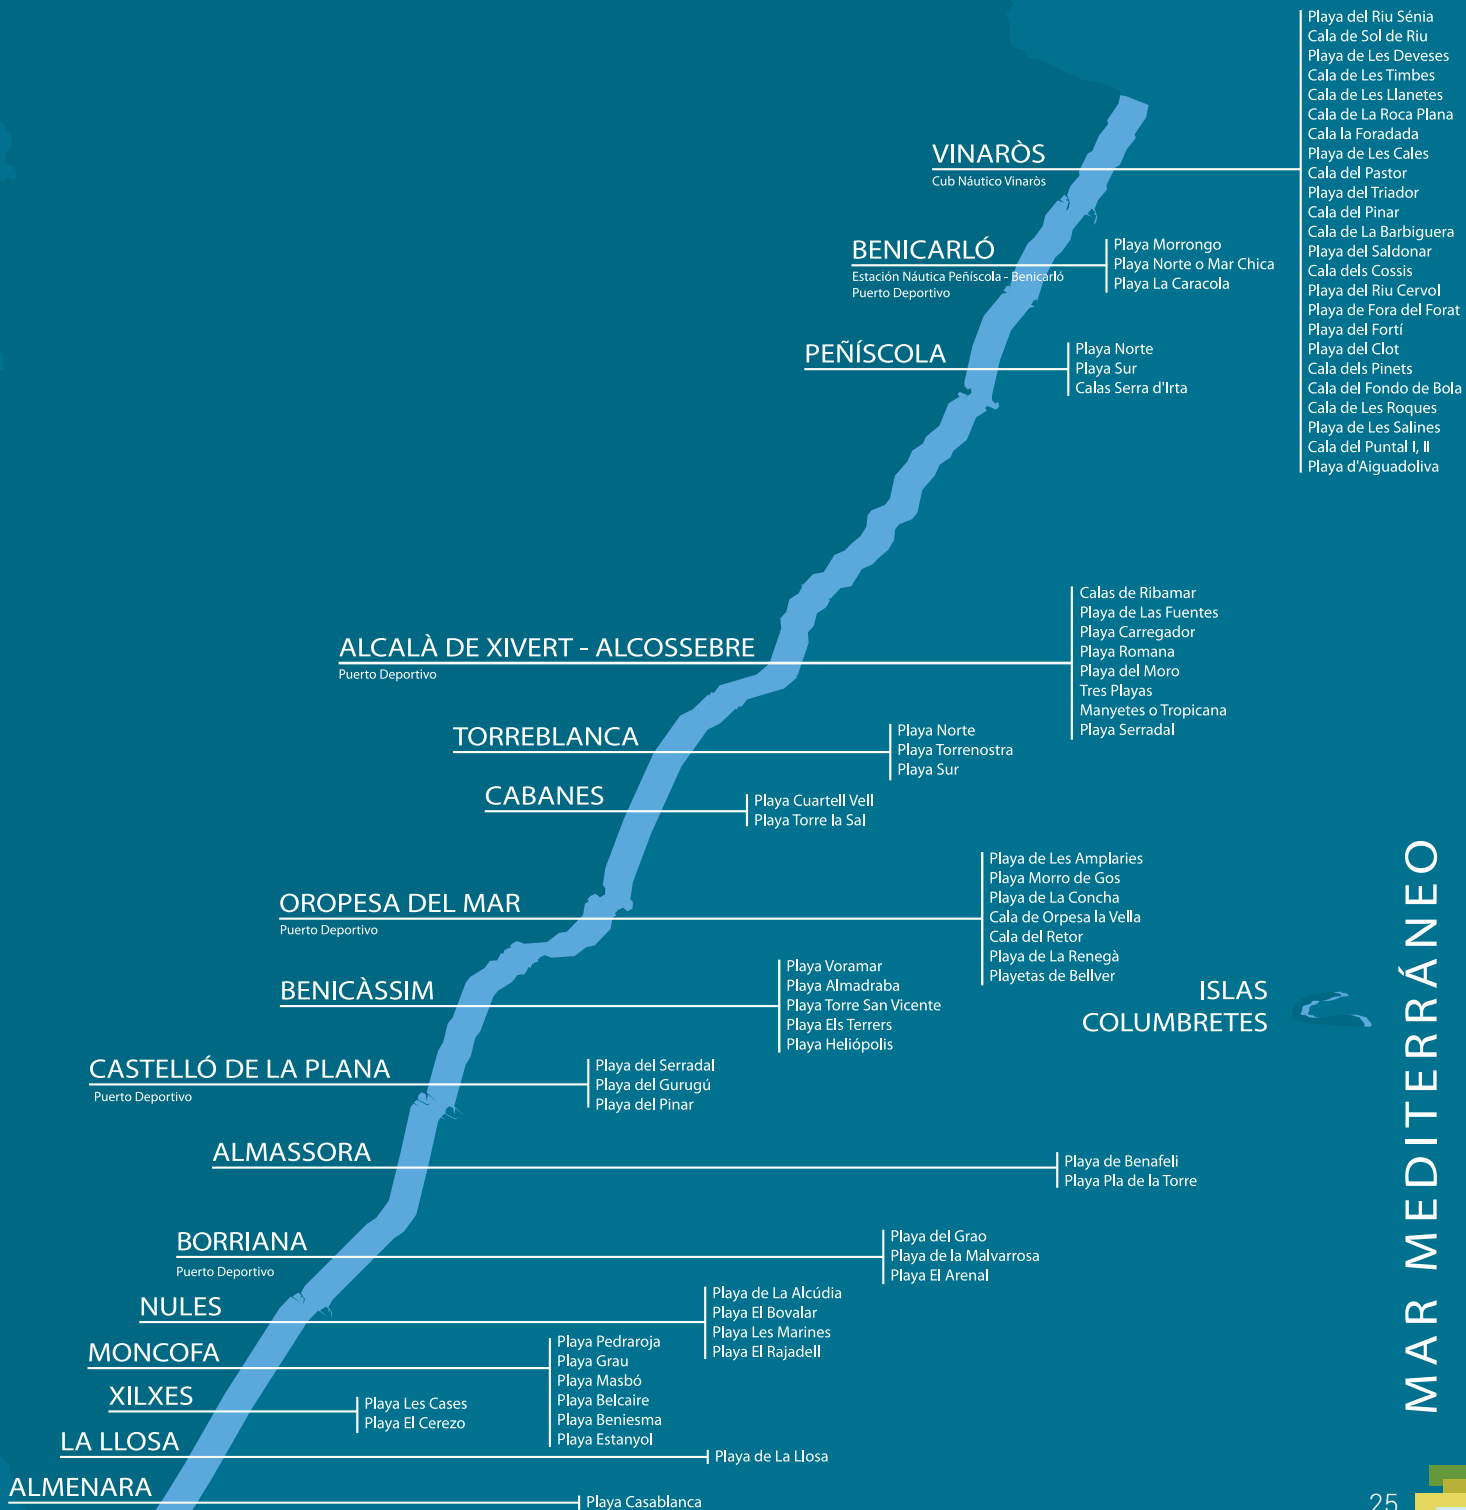 VINARÒS
Cub Náutico Vinaròs
Playa del Riu Sénia
Cala de Sol de Riu
Playa de Les Deveses
Cala de Les Timbes
Cala de Les Llanetes
Cala de La Roca Plana
Cala la Foradada
Playa de Les Cales
Cala del Pastor
Playa del Triador
Cala del Pinar
Cala de La Barbiguera
Playa del Saldonar
Cala dels Cossis
Playa del Riu Cervol
Playa de Fora del Forat
Playa del Fortí
Playa del Clot
Cala dels Pinets
Cala del Fondo de Bola
Cala de Les Roques
Playa de Les Salines
Cala del Puntal I, II
Playa d'Aiguadoliva
BENICARLÓ
Estación Náutica Peñíscola - Benicarló
Puerto Deportivo
Playa Morrongo
Playa Norte o Mar Chica
Playa La Caracola
PEÑÍSCOLA
Playa Norte
Playa Sur
Calas Serra d'Irta
ALCALÀ DE XIVERT - ALCOSSEBRE
Puerto Deportivo
Calas de Ribamar
Playa de Las Fuentes
Playa Carregador
Playa Romana
Playa del Moro
Tres Playas
Manyetes o Tropicana
Playa Serradal
TORREBLANCA
Playa Norte
Playa Torrenostra
Playa Sur
CABANES
Playa Cuartell Vell
Playa Torre la Sal
OROPESA DEL MAR
Puerto Deportivo
Playa de Les Amplaries
Playa Morro de Gos
Playa de La Concha
Cala de Orpesa la Vella
Cala del Retor
Playa de La Renegà
Playetas de Bellver
BENICÀSSIM
Playa Voramar
Playa Almadraba
Playa Torre San Vicente
Playa Els Terrers
Playa Heliópolis
ISLAS
COLUMBRETES
MAR MEDITERRÁNEO
CASTELLÓ DE LA PLANA
Puerto Deportivo
Playa del Serradal
Playa del Gurugú
Playa del Pinar
ALMASSORA
Playa de Benafeli
Playa Pla de la Torre
BORRIANA
Puerto Deportivo
Playa del Grao
Playa de la Malvarrosa
Playa El Arenal
NULES
Playa de La Alcúdia
Playa El Bovalar
Playa Les Marines
Playa El Rajadell
MONCOFA
Playa Pedraroja
Playa Grau
Playa Masbó
Playa Belcaire
Playa Beniesma
Playa Estanyol
XILXES
Playa Les Cases
Playa El Cerezo
LA LLOSA
Playa de La Llosa
ALMENARA
Playa Casablanca
25